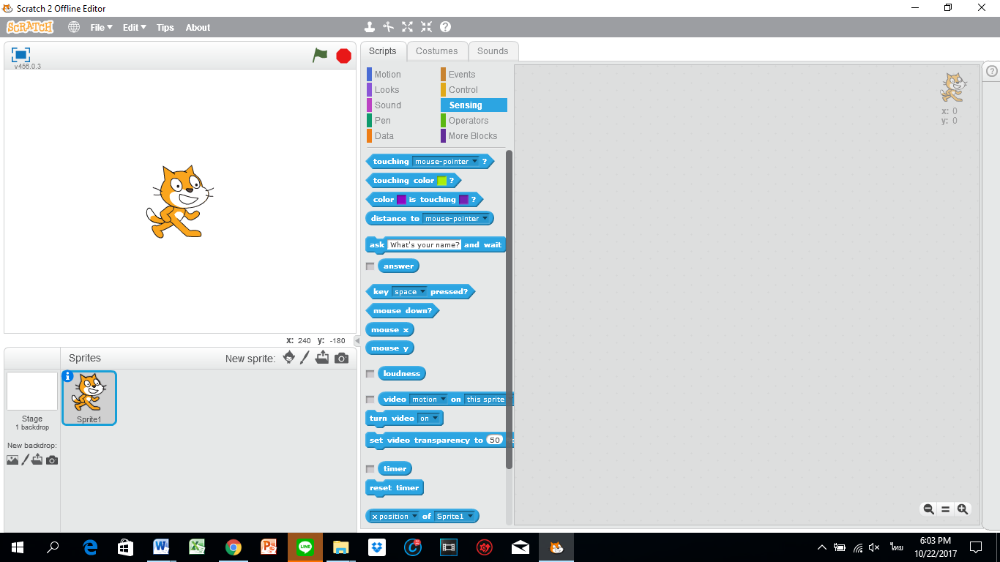 Scratch 2 Offline Editor
SCRATCH File Edit Tips About
v456.0.3
Scripts Costumes Sounds
Motion Events
Looks Control
Sound Sensing
Pen Operators
Data More Blocks
x: 0
y: 0
touching mouse-pointer ?
touching color ?
color is touching ?
distance to mouse-pointer
ask What's your name? and wait
answer
key space pressed?
mouse down?
mouse x
mouse y
loudness
video motion on this sprite
turn video on
set video transparency to 50
timer
reset timer
x position of Sprite1
x: 240 y: -180
Sprites New sprite:
Stage
1 backdrop
New backdrop:
Sprite1
LINE
ไทย
6:03 PM
10/22/2017